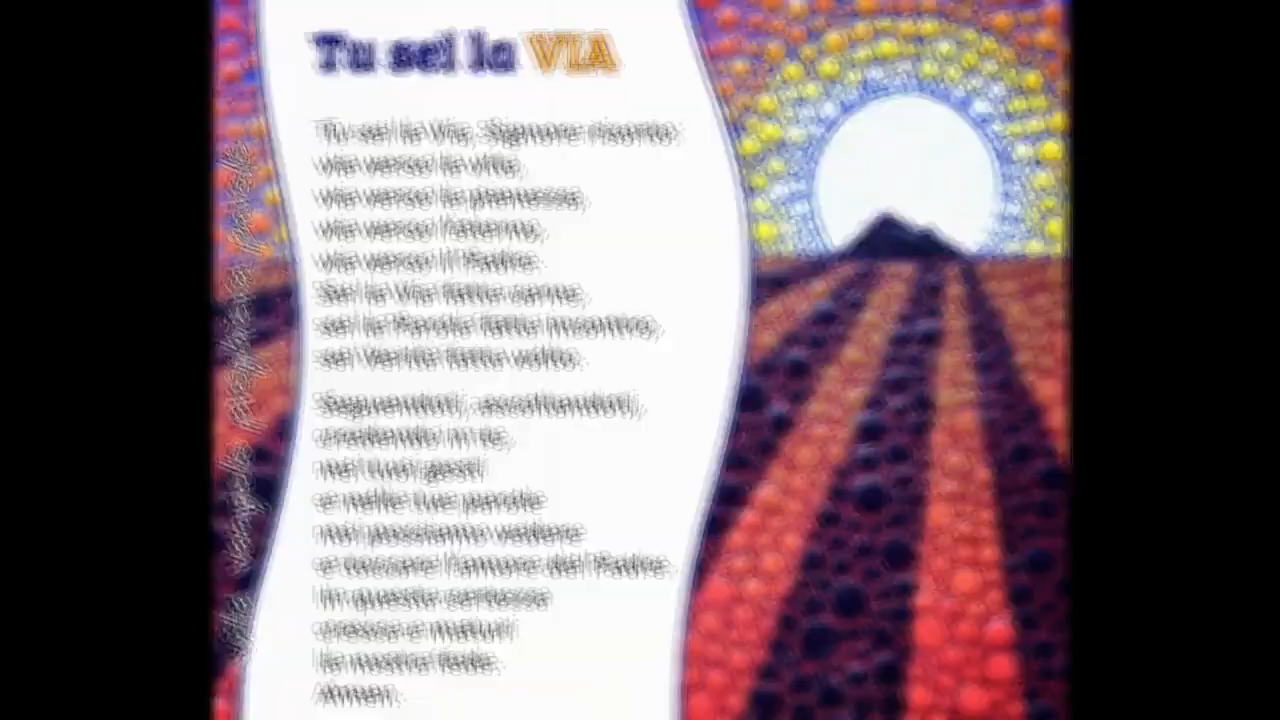 Tu sei la VIA
Tu sei la Via, Signore risorto:
via verso la vita,
via verso la pienezza,
via verso l'eterno,
via verso il Padre.
Sei la Via fatta carne,
sei la Parola fatta incontro,
sei Verità fatta volto.
Seguendoti, ascoltandoti,
credendo in te,
nei tuoi gesti
e nelle tue parole
noi possiamo vedere
e toccare l'amore del Padre.
In questa certezza
cresca e maturi
la nostra fede.
Amen.